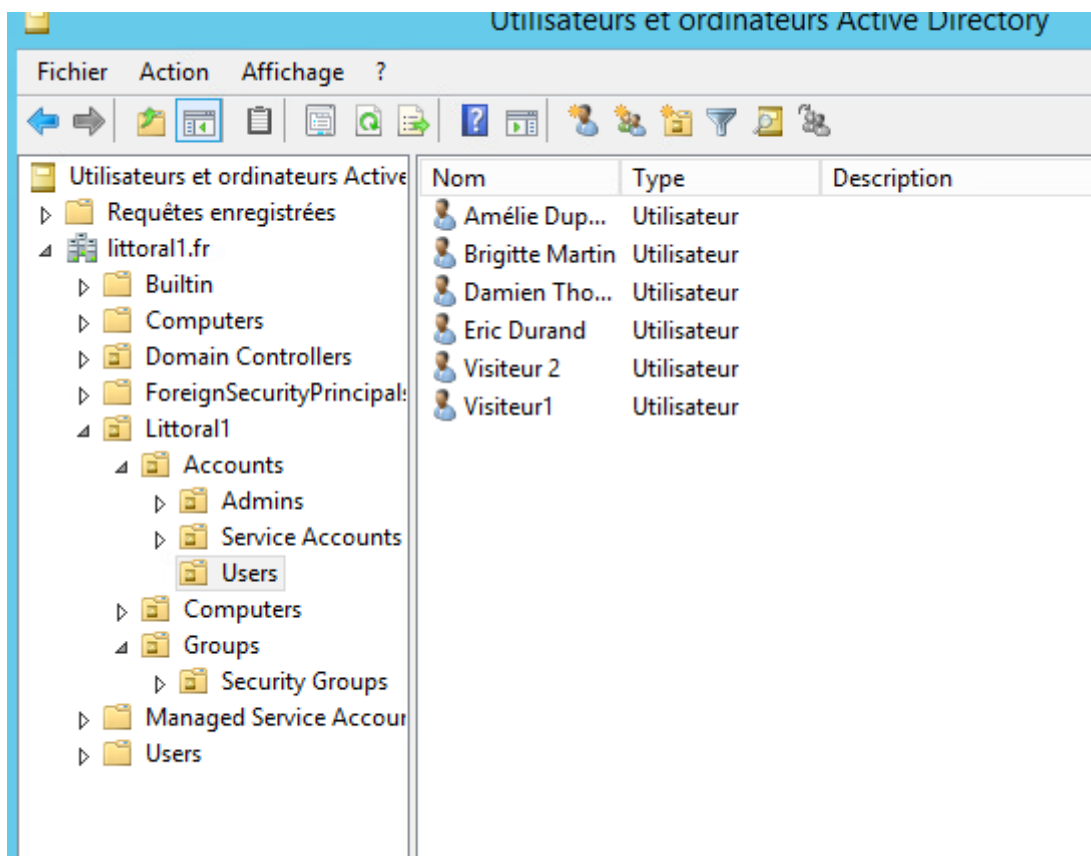 Utilisateurs et ordinateurs Active Directory
Fichier Action Affichage ?
Utilisateurs et ordinateurs Active
Requêtes enregistrées
littoral1.fr
Builtin
Computers
Domain Controllers
ForeignSecurityPrincipals
Littoral1
Accounts
Admins
Service Accounts
Users
Computers
Groups
Security Groups
Managed Service Accour
Users
Nom Type Description
Amélie Dup... Utilisateur
Brigitte Martin Utilisateur
Damien Tho... Utilisateur
Eric Durand Utilisateur
Visiteur 2 Utilisateur
Visiteur1 Utilisateur